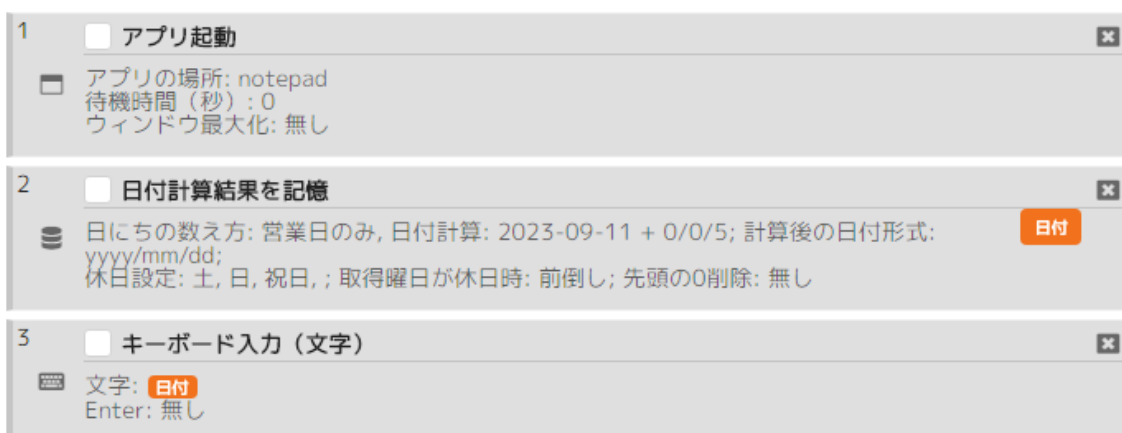 1
アプリ起動
アプリの場所: notepad
待機時間（秒）: 0
ウィンドウ最大化: 無し
2
日付計算結果を記憶
日にちの数え方: 営業日のみ, 日付計算: 2023-09-11 + 0/0/5; 計算後の日付形式:
yyyy/mm/dd;
休日設定: 土, 日, 祝日, ; 取得曜日が休日時: 前倒し; 先頭の0削除: 無し
日付
3
キーボード入力（文字）
文字: 日付
Enter: 無し